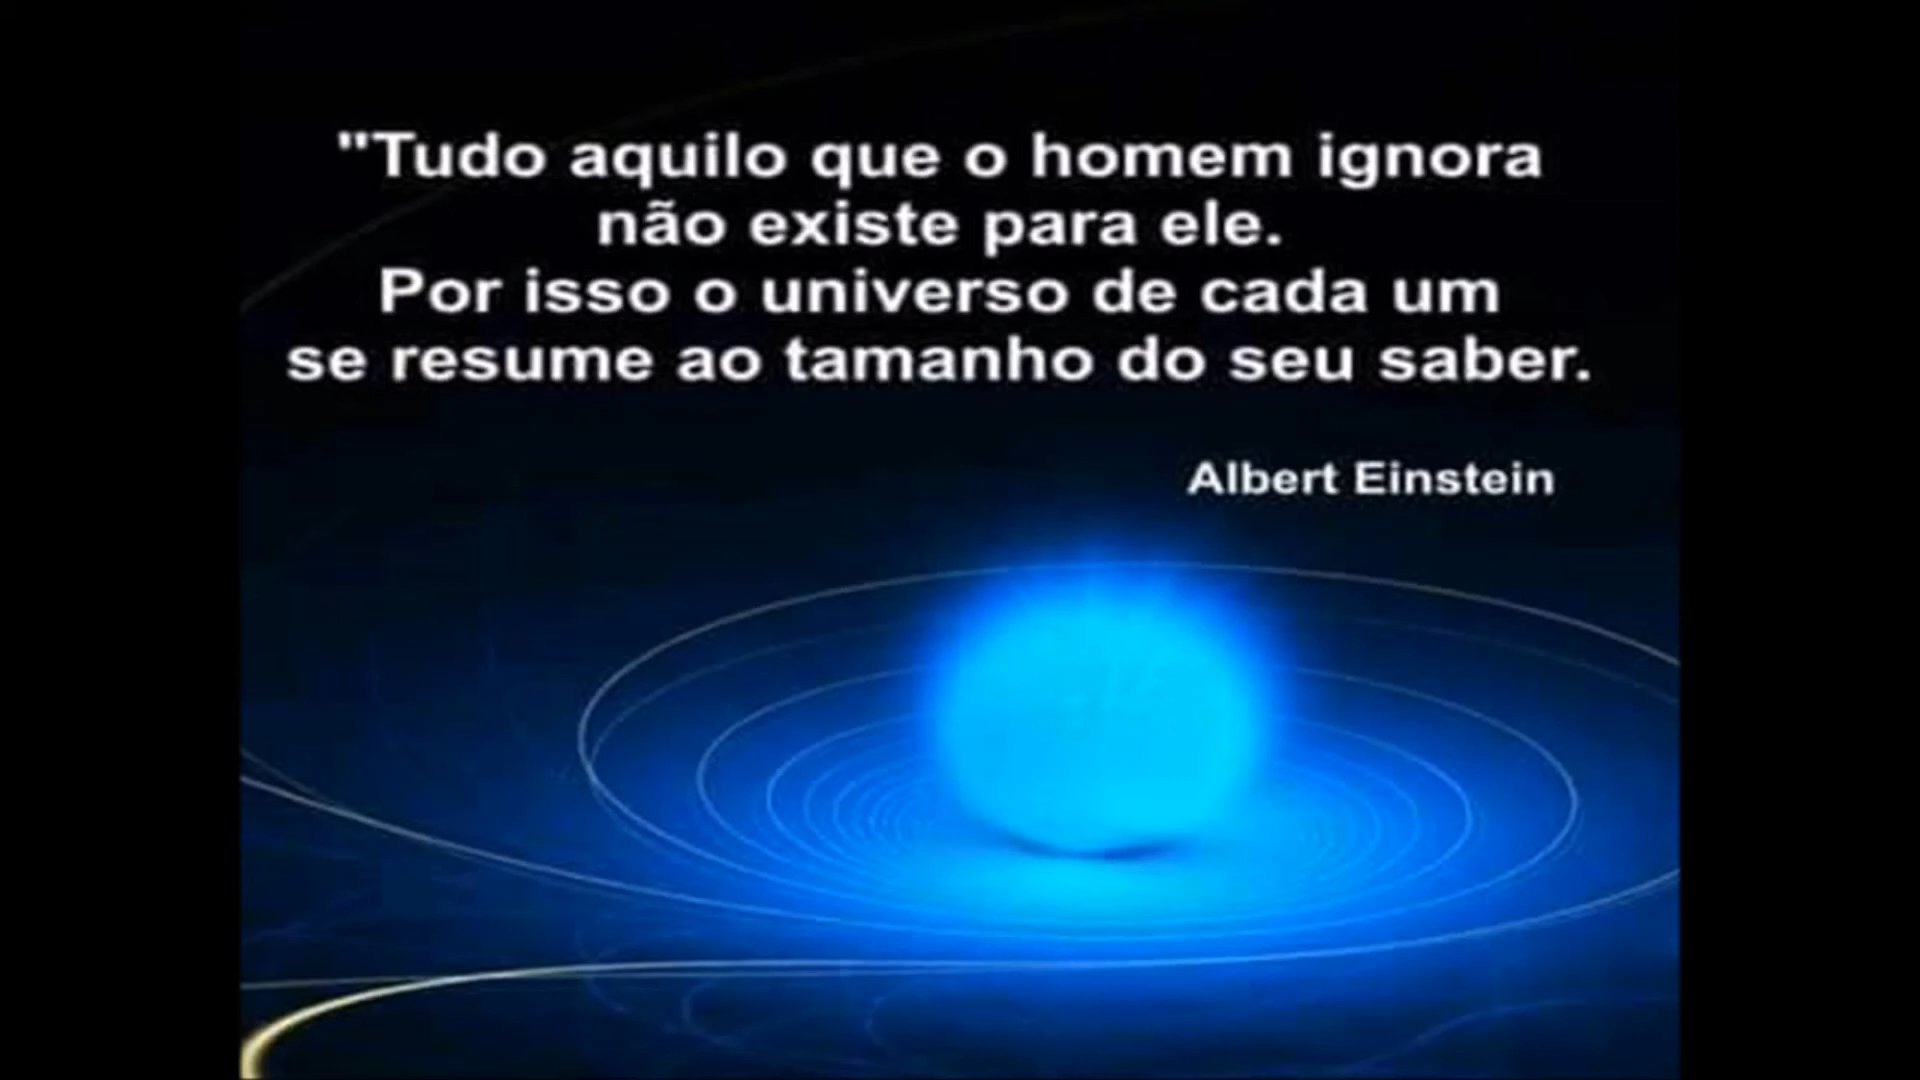 "Tudo aquilo que o homem ignora
não existe para ele.
Por isso o universo de cada um
se resume ao tamanho do seu saber.
Albert Einstein